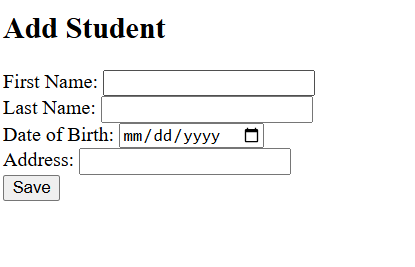 Add Student
First Name:
Last Name:
Date of Birth: mm/dd/yyyy
Address:
Save